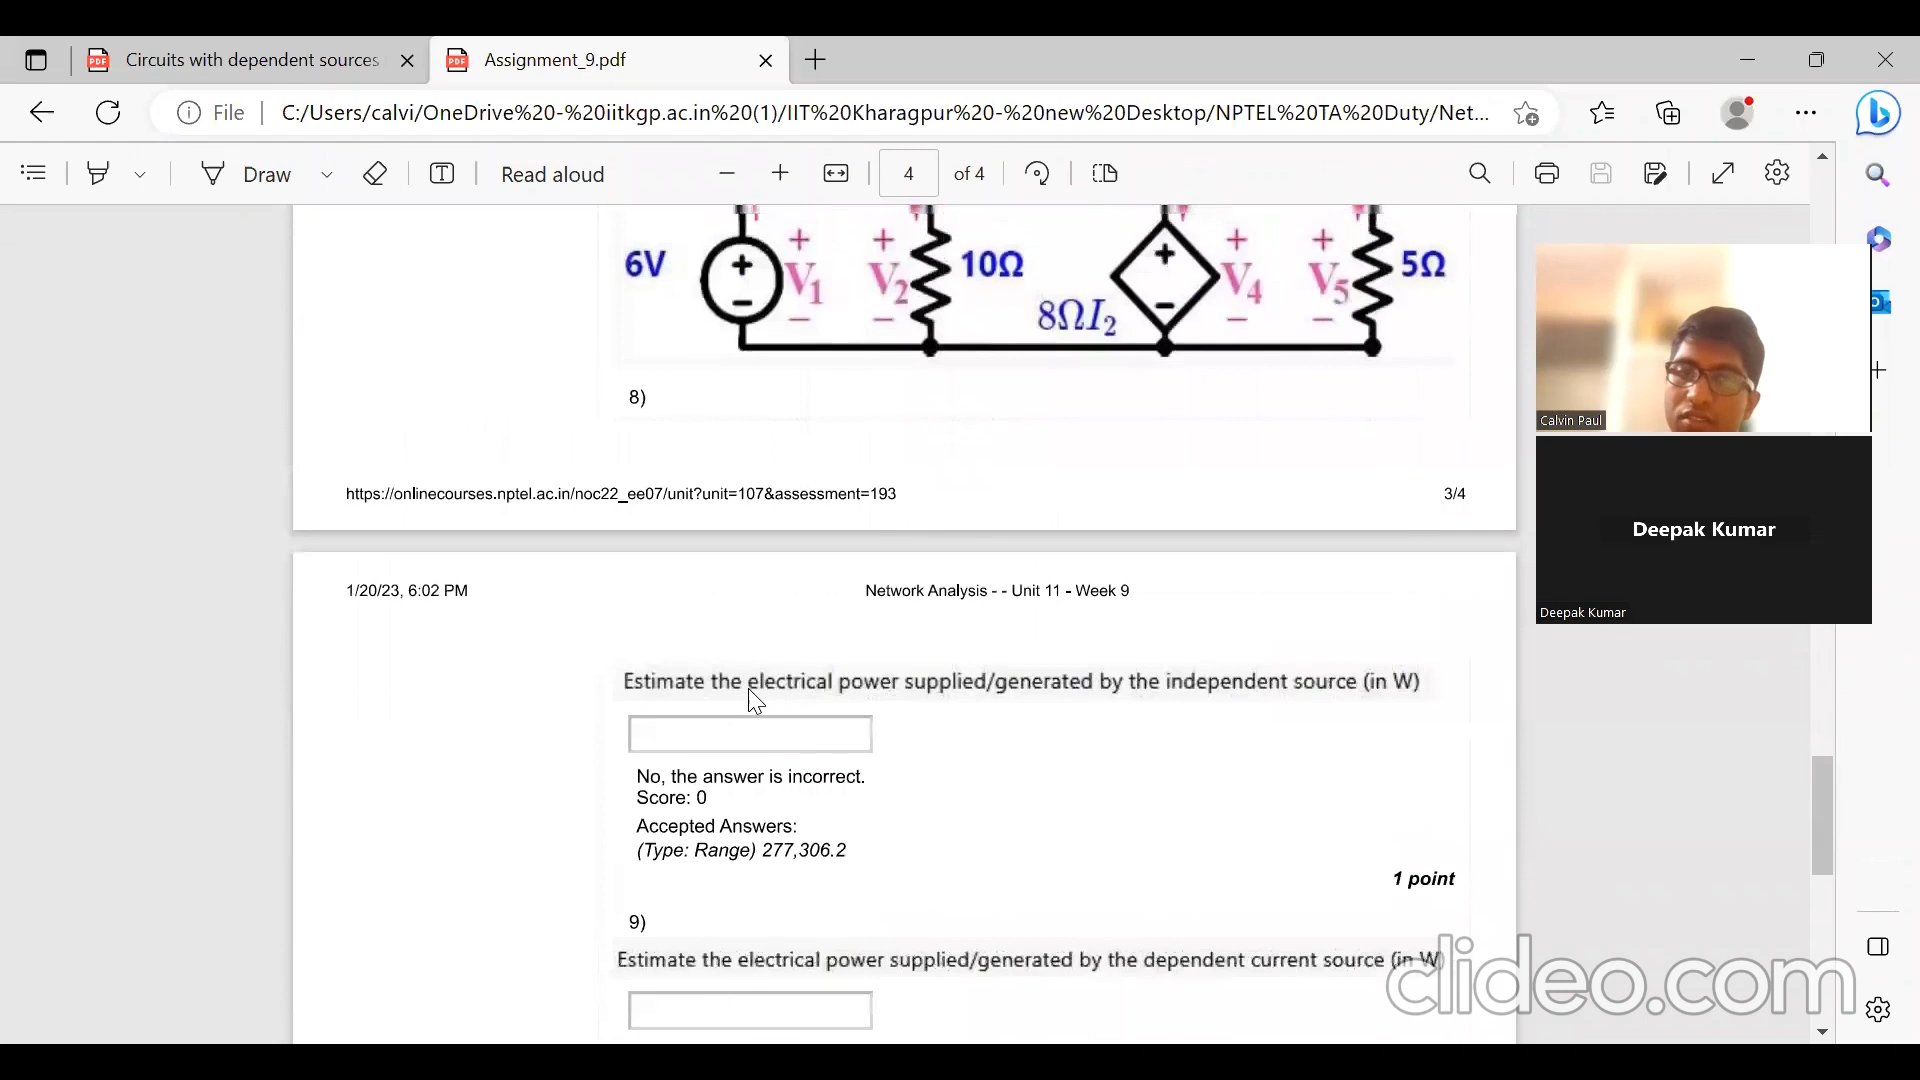 Circuits with dependent sources
Assignment_9.pdf
File
C:/Users/calvi/OneDrive%20-%20iitkgp.ac.in%20(1)/IIT%20Kharagpur%20-%20new%20Desktop/NPTEL%20TA%20Duty/Net...
Draw
Read aloud
4
of 4
6V
V1
V2
10Ω
8ΩI2
V4
V5
5Ω
8)
https://onlinecourses.nptel.ac.in/noc22_ee07/unit?unit=107&assessment=193
3/4
1/20/23, 6:02 PM
Network Analysis - - Unit 11 - Week 9
Estimate the electrical power supplied/generated by the independent source (in W)
No, the answer is incorrect.
Score: 0
Accepted Answers:
(Type: Range) 277,306.2
1 point
9)
Estimate the electrical power supplied/generated by the dependent current source (in W)
Calvin Paul
Deepak Kumar
Deepak Kumar
clideo.com